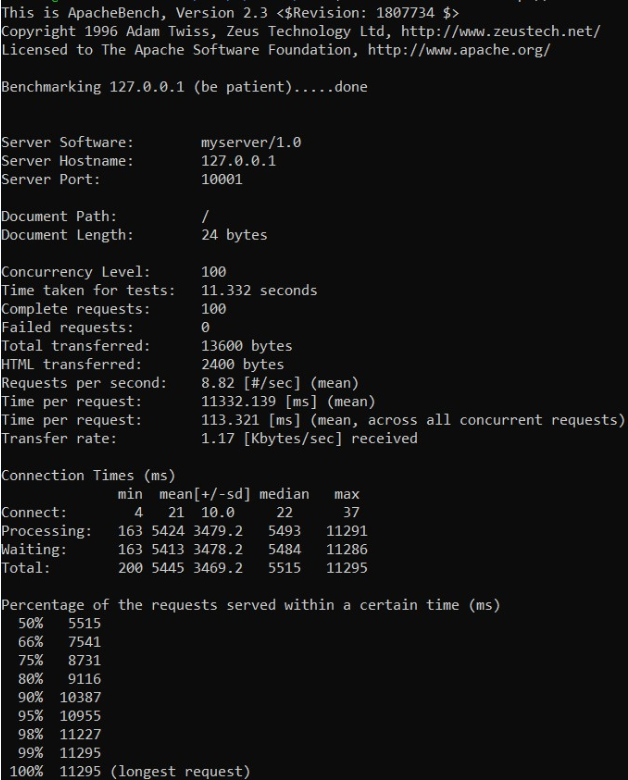 This is ApacheBench, Version 2.3 <$Revision: 1807734 $>
Copyright 1996 Adam Twiss, Zeus Technology Ltd, http://www.zeustech.net/
Licensed to The Apache Software Foundation, http://www.apache.org/

Benchmarking 127.0.0.1 (be patient).....done


Server Software:        myserver/1.0
Server Hostname:        127.0.0.1
Server Port:            10001

Document Path:          /
Document Length:        24 bytes

Concurrency Level:      100
Time taken for tests:   11.332 seconds
Complete requests:      100
Failed requests:        0
Total transferred:      13600 bytes
HTML transferred:       2400 bytes
Requests per second:    8.82 [#/sec] (mean)
Time per request:       11332.139 [ms] (mean)
Time per request:       113.321 [ms] (mean, across all concurrent requests)
Transfer rate:          1.17 [Kbytes/sec] received

Connection Times (ms)
              min  mean[+/-sd] median   max
Connect:        4   21  10.0     22      37
Processing:   163 5424 3479.2   5493   11291
Waiting:      163 5413 3478.2   5484   11286
Total:        200 5445 3469.2   5515   11295

Percentage of the requests served within a certain time (ms)
  50%   5515
  66%   7541
  75%   8731
  80%   9116
  90%  10387
  95%  10955
  98%  11227
  99%  11295
 100%  11295 (longest request)